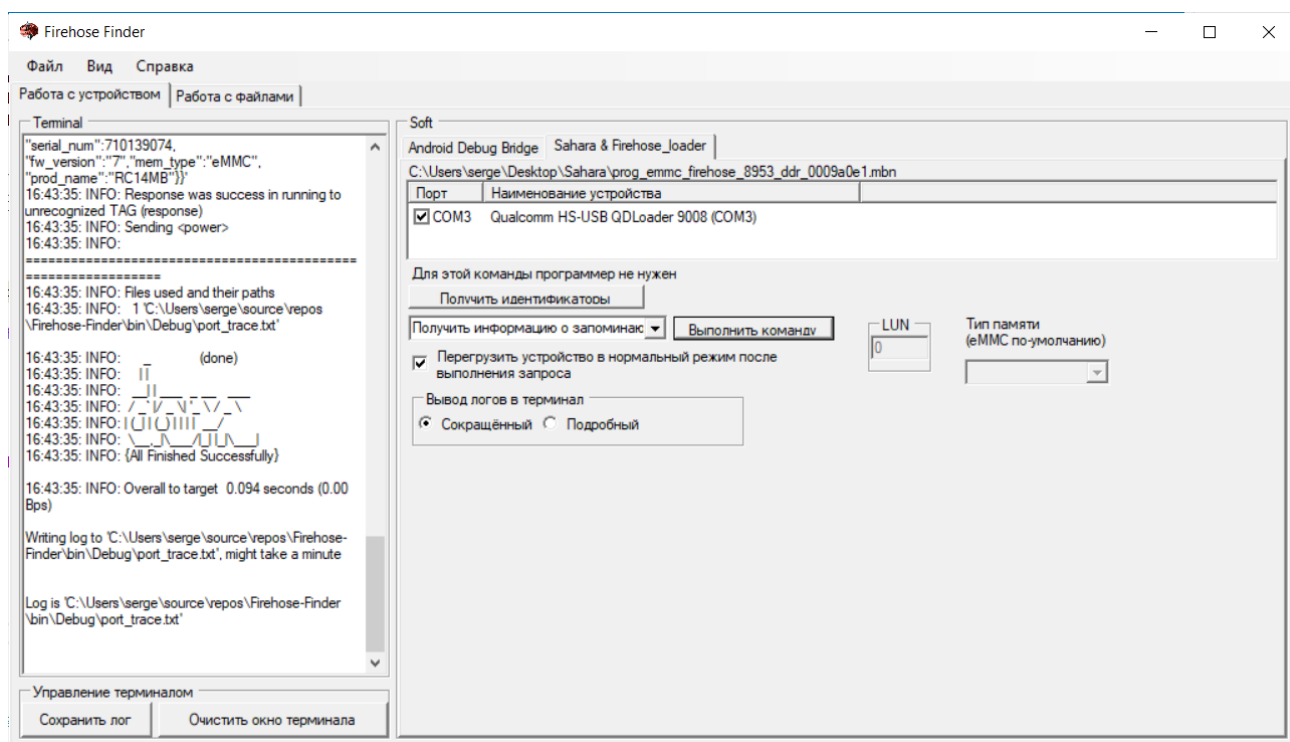 Firehose Finder
Файл Вид Справка
Работа с устройством Работа с файлами
Terminal
"serial_num":710139074,
"fw_version":"7","mem_type":"eMMC",
"prod_name":"RC14MB"}}'
16:43:35: INFO: Response was success in running to
unrecognized TAG (response)
16:43:35: INFO: Sending <power>
16:43:35: INFO:
============================================
==================
16:43:35: INFO: Files used and their paths
16:43:35: INFO:   1 'C:\Users\serge\source\repos
\Firehose-Finder\bin\Debug\port_trace.txt'
16:43:35: INFO:     _             (done)
16:43:35: INFO:    | |
16:43:35: INFO:  __| | ___  _ __   ___
16:43:35: INFO: / _` |/ _ \| '_ \ / _ \
16:43:35: INFO: | (_| | (_) | | | |  __/
16:43:35: INFO: \__,_|\___/|_| |_|\___|
16:43:35: INFO: {All Finished Successfully}
16:43:35: INFO: Overall to target  0.094 seconds (0.00
Bps)
Writing log to 'C:\Users\serge\source\repos\Firehose-
Finder\bin\Debug\port_trace.txt', might take a minute
Log is 'C:\Users\serge\source\repos\Firehose-Finder
\bin\Debug\port_trace.txt'
Управление терминалом
Сохранить лог Очистить окно терминала
Soft
Android Debug Bridge Sahara & Firehose_loader
C:\Users\serge\Desktop\Sahara\prog_emmc_firehose_8953_ddr_0009a0e1.mbn
Порт Наименование устройства
COM3 Qualcomm HS-USB QDLoader 9008 (COM3)
Для этой команды программер не нужен
Получить идентификаторы
Получить информацию о запоминаю Выполнить команду
LUN
0
Тип памяти
(eMMC по-умолчанию)
Перегрузить устройство в нормальный режим после
выполнения запроса
Вывод логов в терминал
Сокращённый Подробный